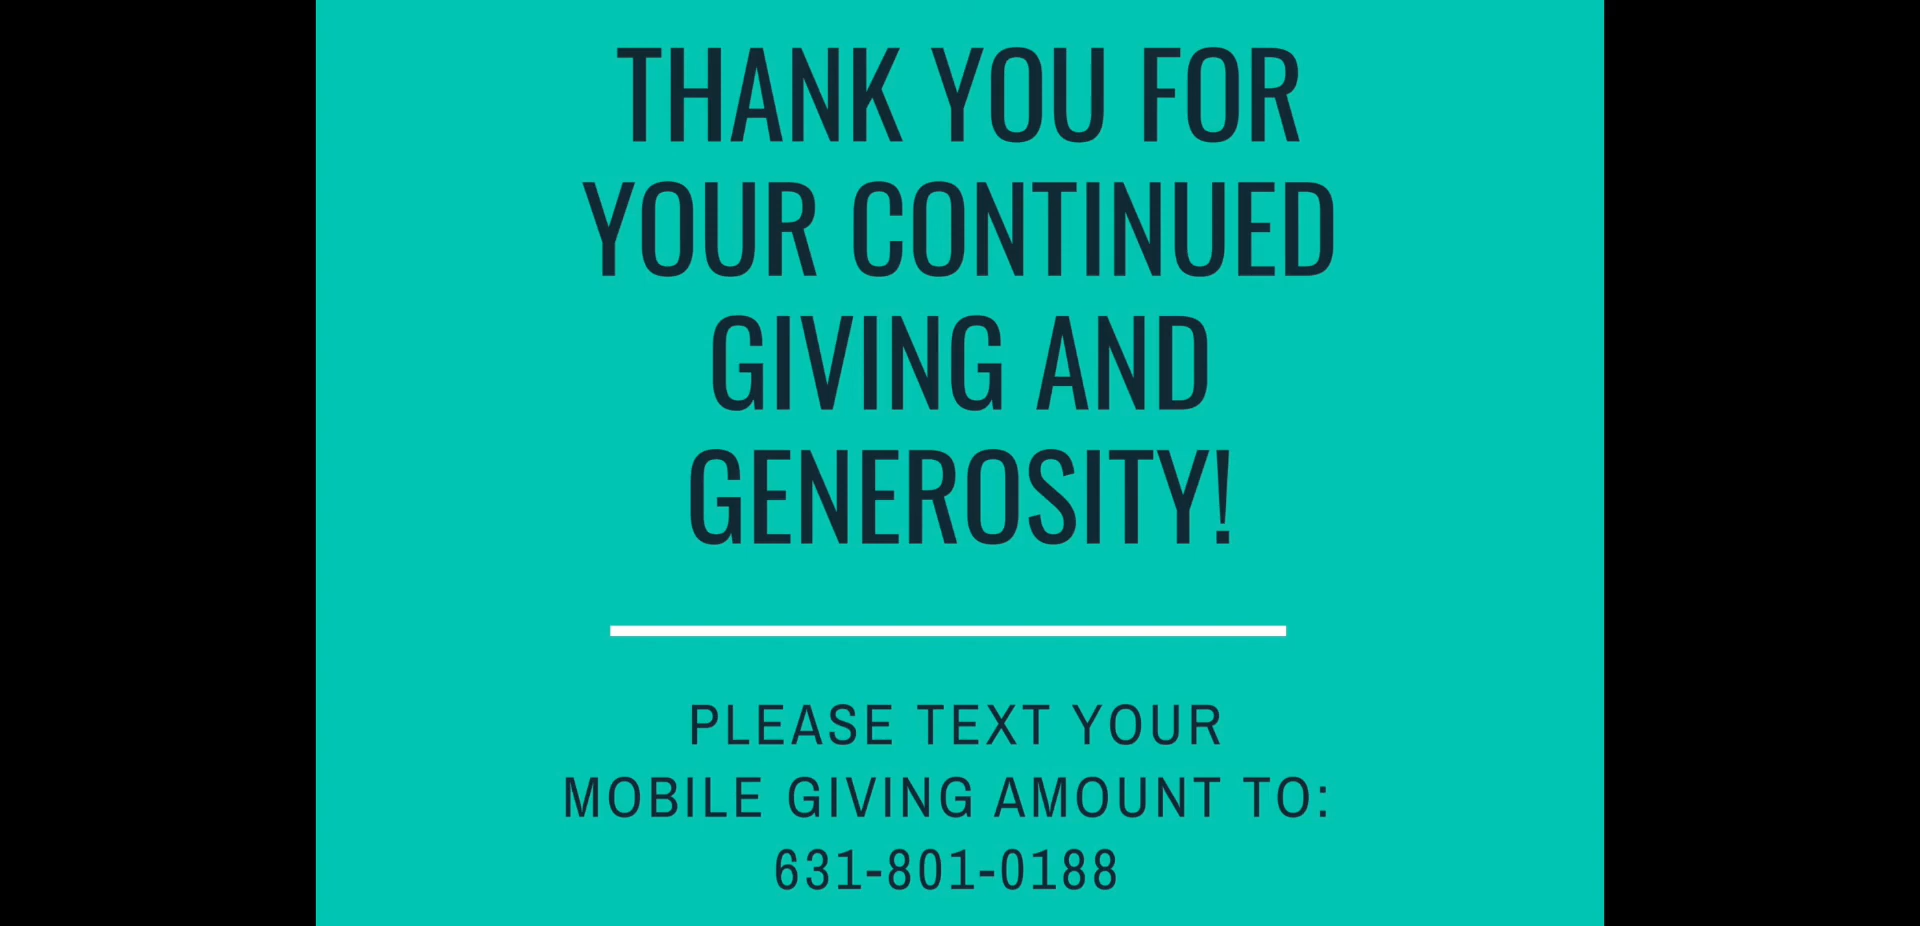 THANK YOU FOR
YOUR CONTINUED
GIVING AND
GENEROSITY!
PLEASE TEXT YOUR
MOBILE GIVING AMOUNT TO:
631-801-0188